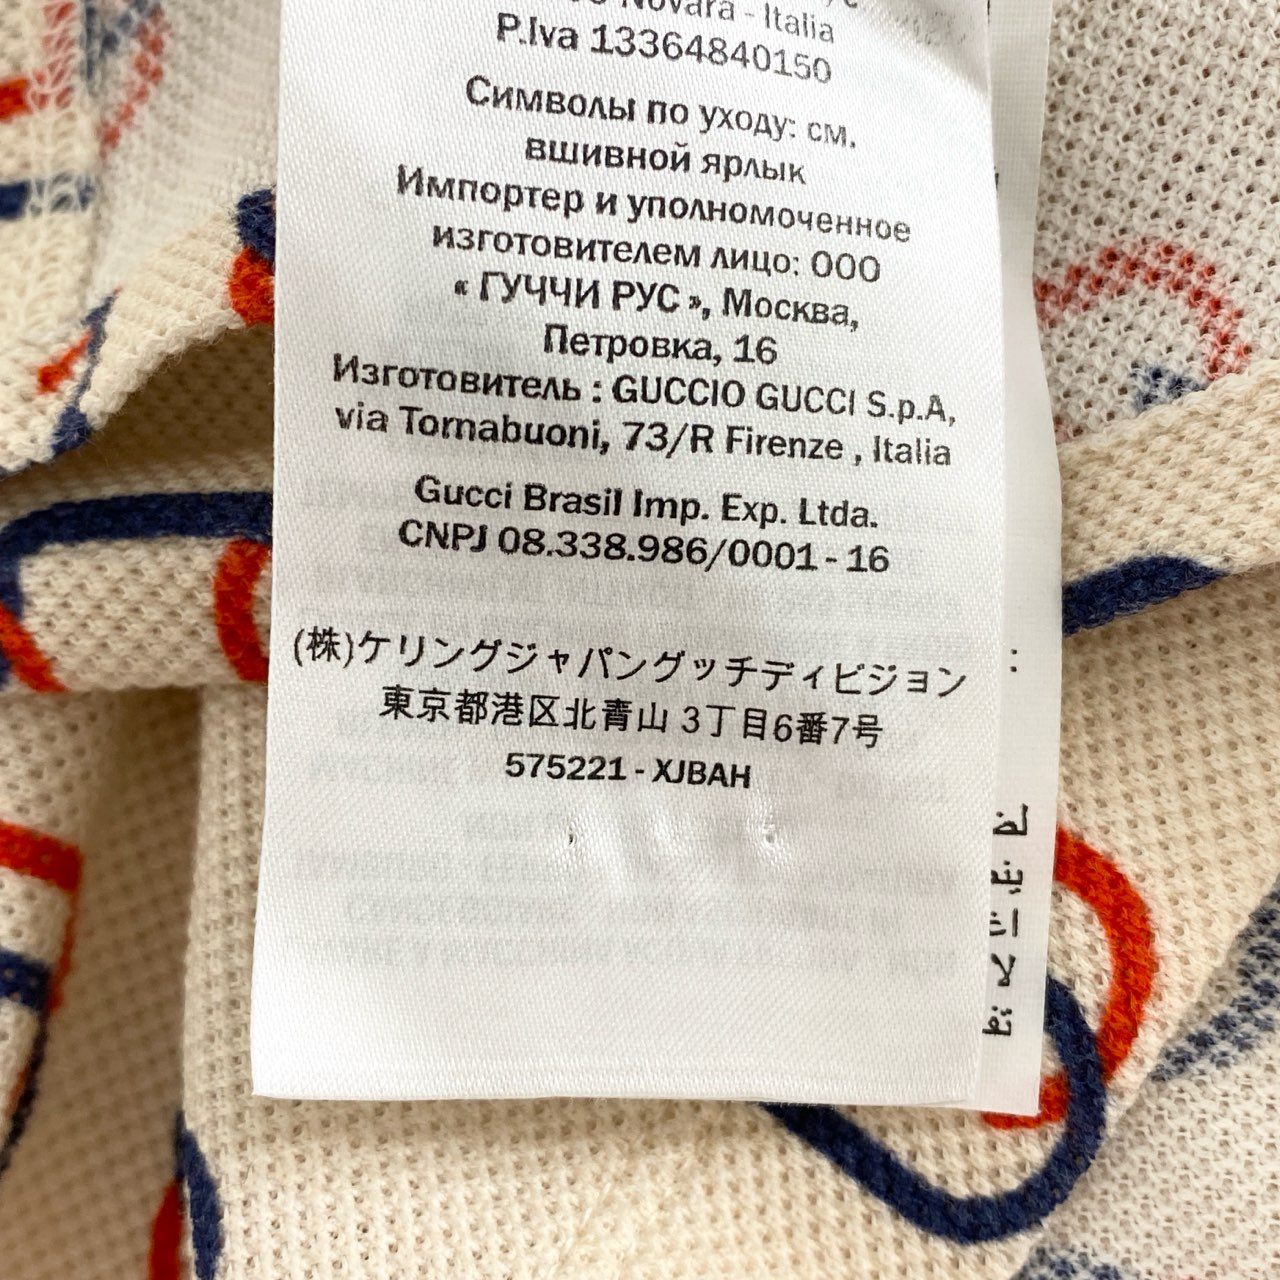 Novara - Italia
P.Iva 13364840150
Символы по уходу: см.
вшивной ярлык
Импортер и уполномоченное
изготовителем лицо: ООО
« ГУЧЧИ РУС », Москва,
Петровка, 16
Изготовитель : GUCCIO GUCCI S.p.A,
via Tornabuoni, 73/R Firenze , Italia
Gucci Brasil Imp. Exp. Ltda.
CNPJ 08.338.986/0001 - 16
(株)ケリングジャパングッチディビジョン
東京都港区北青山 3丁目6番7号
575221 - XJBAH
: